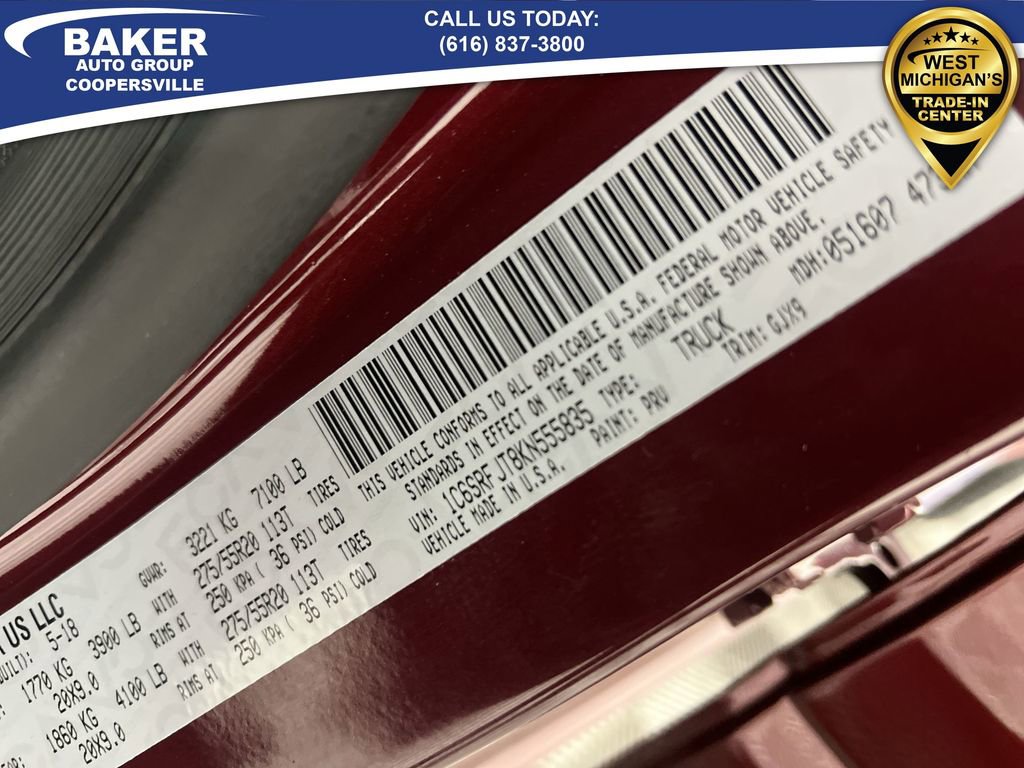 BAKER
AUTO GROUP
COOPERSVILLE
CALL US TODAY:
(616) 837-3800
WEST
MICHIGAN'S
TRADE-IN
CENTER
US LLC
5-18
GVWR: 3221 KG 7100 LB
1770 KG 3900 LB WITH 275/55R20 113T TIRES
20X9.0 RIMS AT 250 KPA( 36 PSI) COLD
1860 KG 4100 LB WITH 275/55R20 113T TIRES
20X9.0 RIMS AT 250 KPA( 36 PSI) COLD
THIS VEHICLE CONFORMS TO ALL APPLICABLE U.S.A. FEDERAL MOTOR VEHICLE SAFETY
STANDARDS IN EFFECT ON THE DATE OF MANUFACTURE SHOWN ABOVE.
VIN: 1C6SRFJT8KN555835 TYPE: TRUCK MDH:051607
VEHICLE MADE IN U.S.A. PAINT: PRV TRIM: GJX9